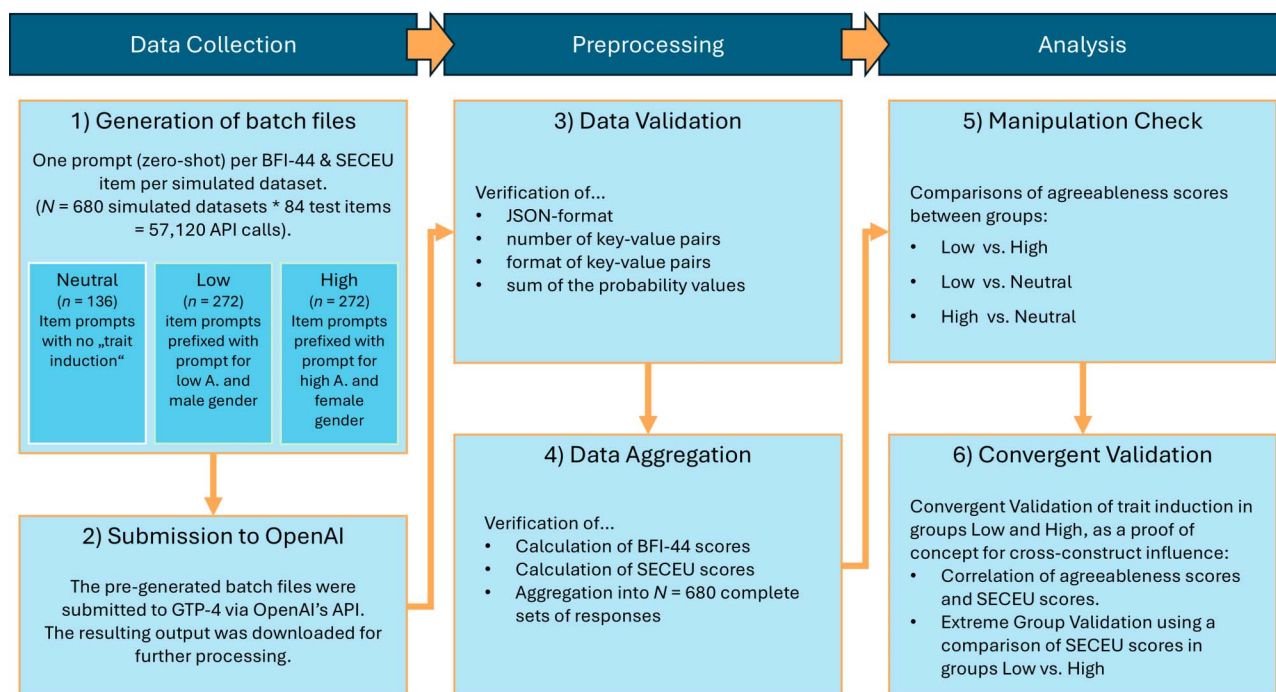 Data Collection
Preprocessing
Analysis
1) Generation of batch files
One prompt (zero-shot) per BFI-44 & SECEU
item per simulated dataset.
(N = 680 simulated datasets * 84 test items
= 57,120 API calls).
Neutral
(n = 136)
Item prompts
with no „trait
induction“
Low
(n = 272)
item prompts
prefixed with
prompt for
low A. and
male gender
High
(n = 272)
Item prompts
prefixed with
prompt for
high A. and
female
gender
2) Submission to OpenAI
The pre-generated batch files were
submitted to GTP-4 via OpenAI’s API.
The resulting output was downloaded for
further processing.
3) Data Validation
Verification of...
• JSON-format
• number of key-value pairs
• format of key-value pairs
• sum of the probability values
4) Data Aggregation
Verification of...
• Calculation of BFI-44 scores
• Calculation of SECEU scores
• Aggregation into N = 680 complete
sets of responses
5) Manipulation Check
Comparisons of agreeableness scores
between groups:
• Low vs. High
• Low vs. Neutral
• High vs. Neutral
6) Convergent Validation
Convergent Validation of trait induction in
groups Low and High, as a proof of
concept for cross-construct influence:
• Correlation of agreeableness scores
and SECEU scores.
• Extreme Group Validation using a
comparison of SECEU scores in
groups Low vs. High